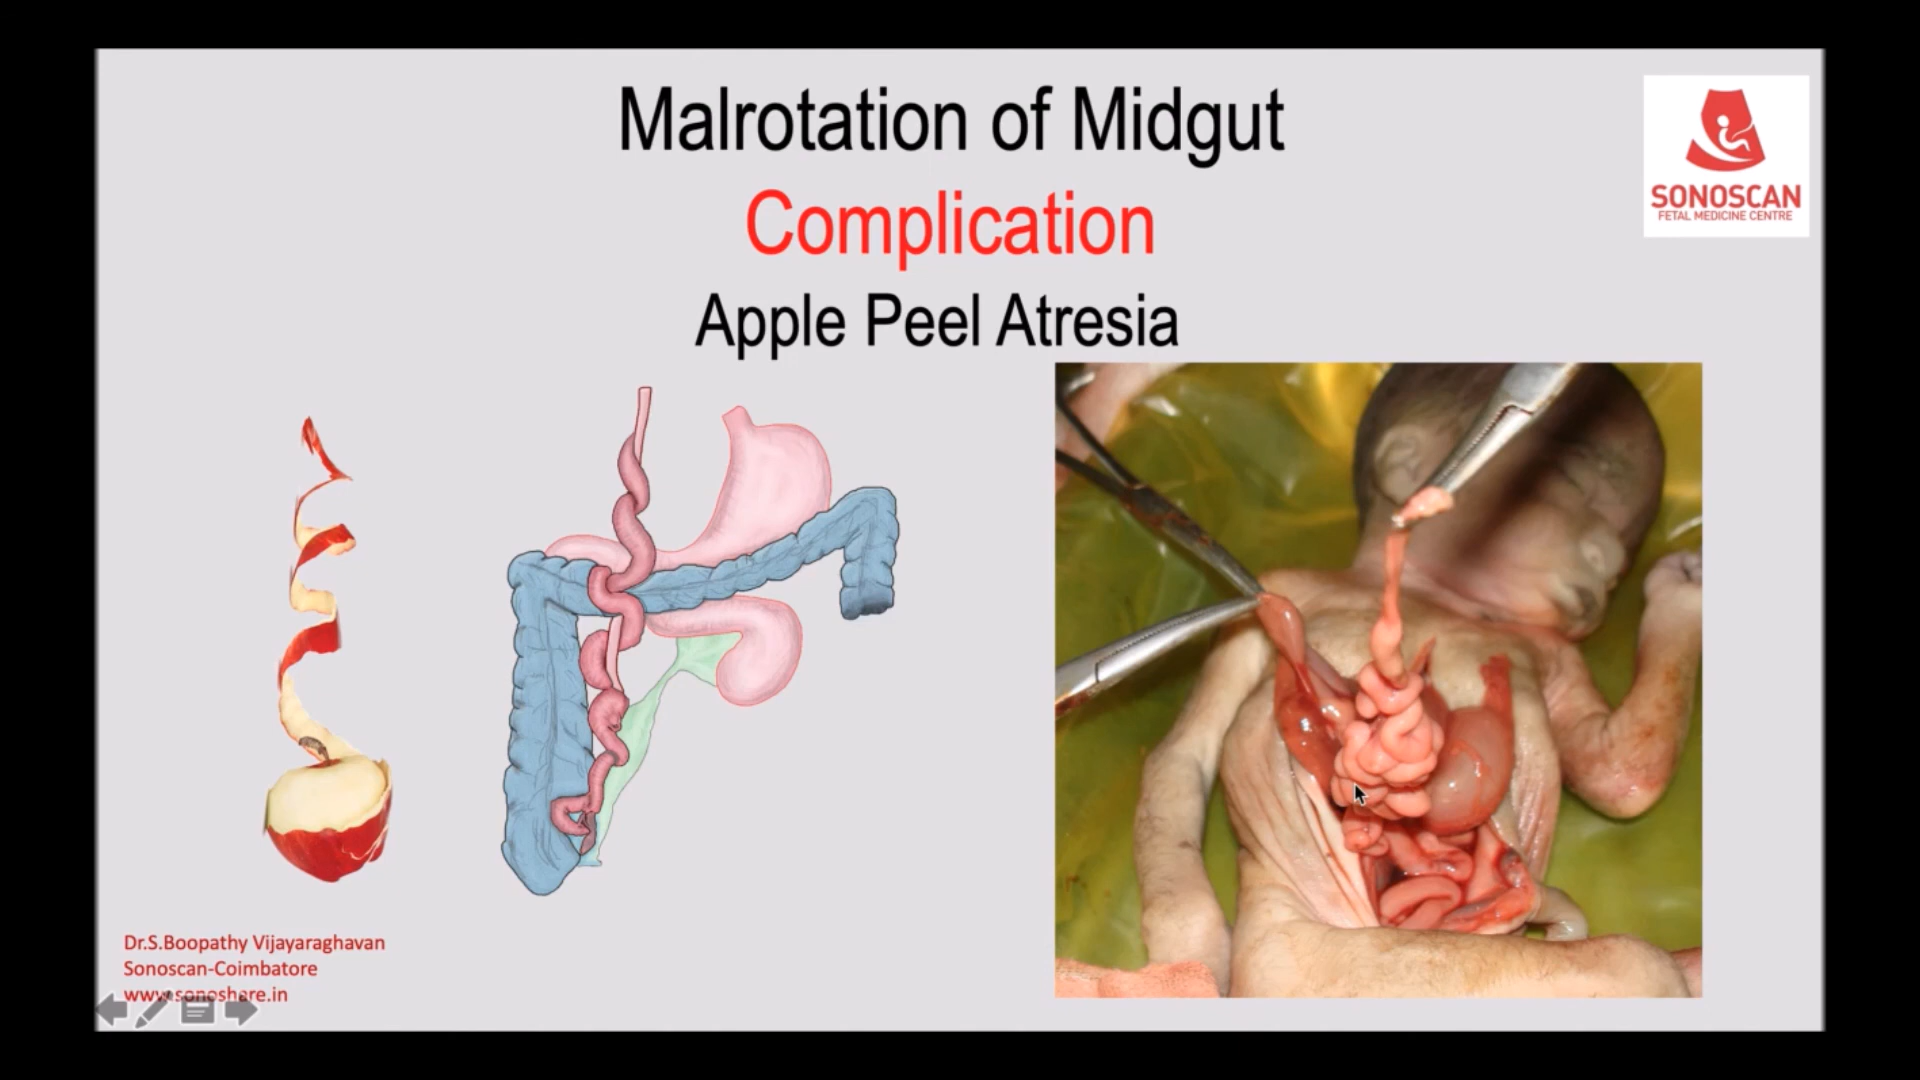 Malrotation of Midgut
Complication
Apple Peel Atresia
SONOSCAN
FETAL MEDICINE CENTRE
Dr.S.Boopathy Vijayaraghavan
Sonoscan-Coimbatore
www.sonoshare.in